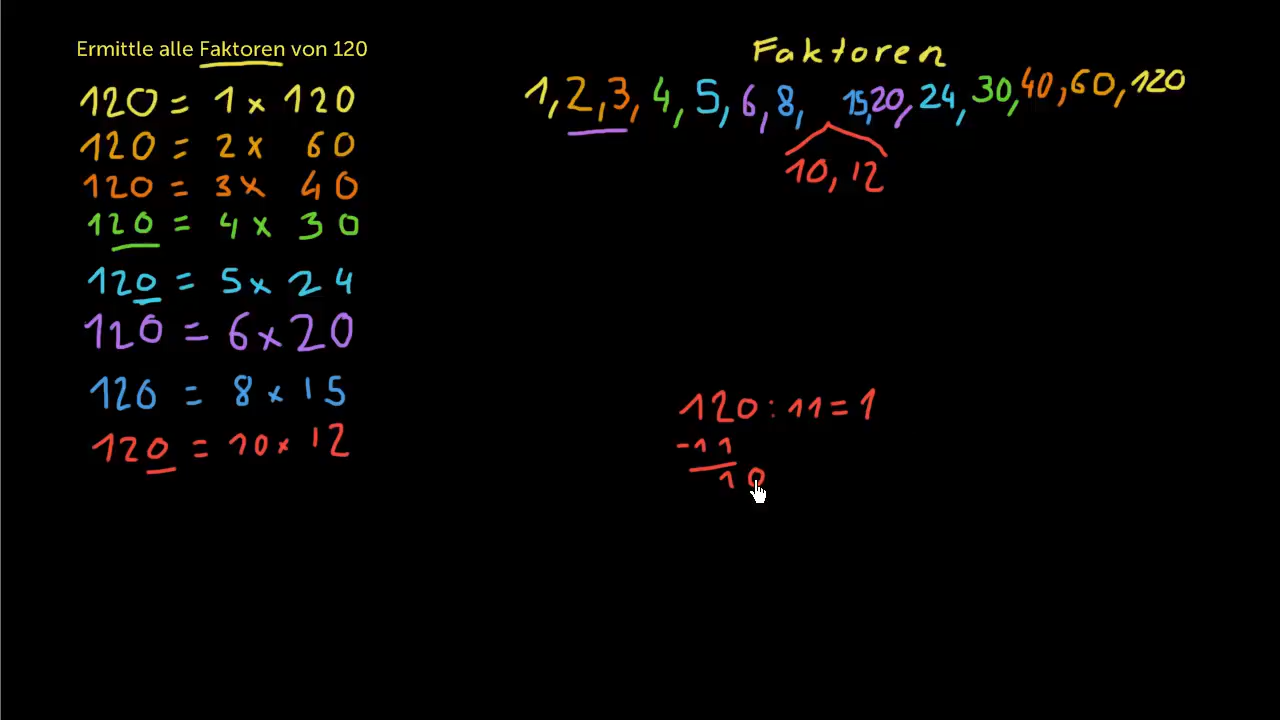 Ermittle alle Faktoren von 120
120 = 1 x 120
120 = 2 x 60
120 = 3 x 40
120 = 4 x 30
120 = 5 x 24
120 = 6 x 20
120 = 8 x 15
120 = 10 x 12
Faktoren
1, 2, 3, 4, 5, 6, 8, 15, 20, 24, 30, 40, 60, 120
10, 12
120 : 11 = 1
-11
10